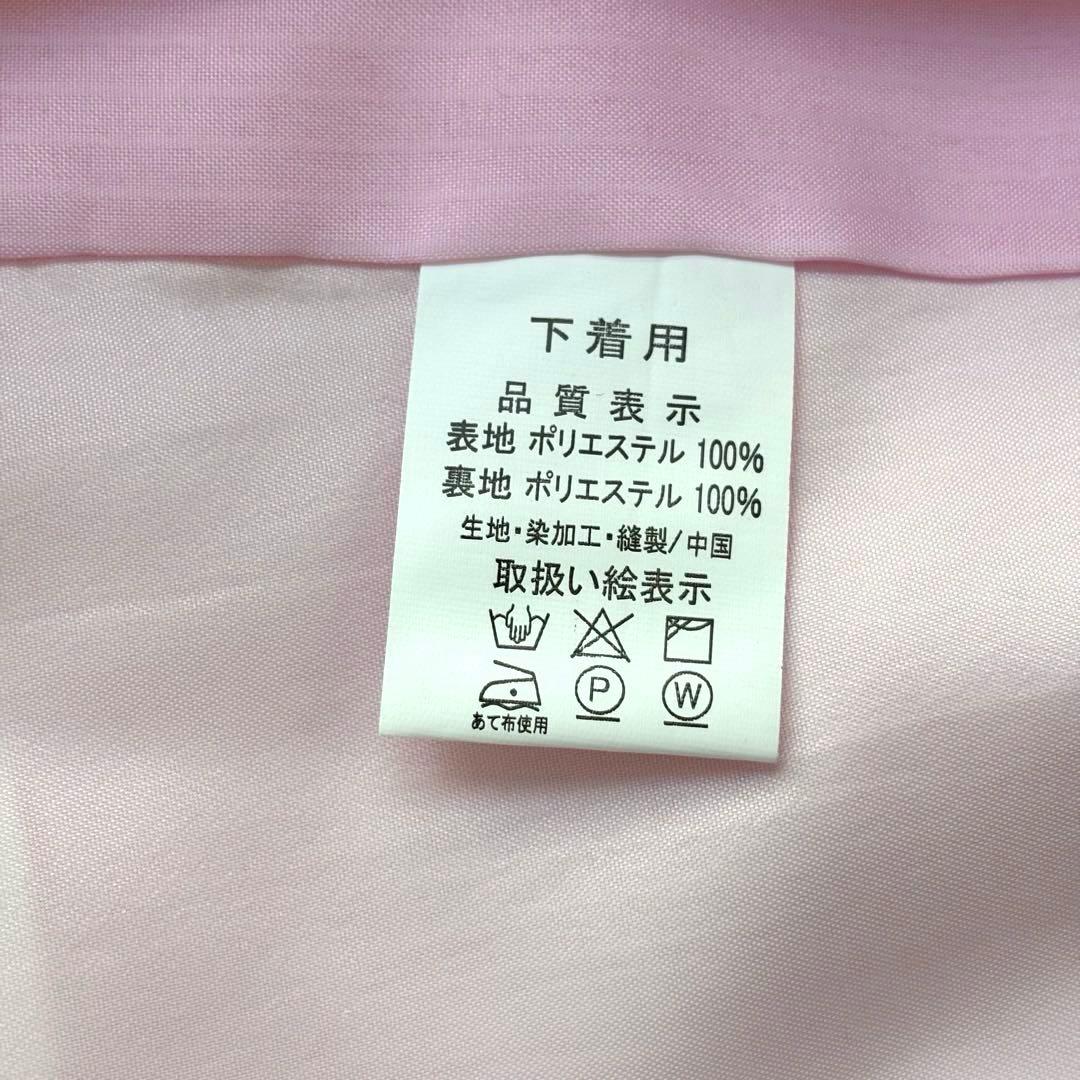 下着用
品質表示
表地 ポリエステル 100%
裏地 ポリエステル 100%
生地・染加工・縫製/中国
取扱い絵表示
P W
あて布使用